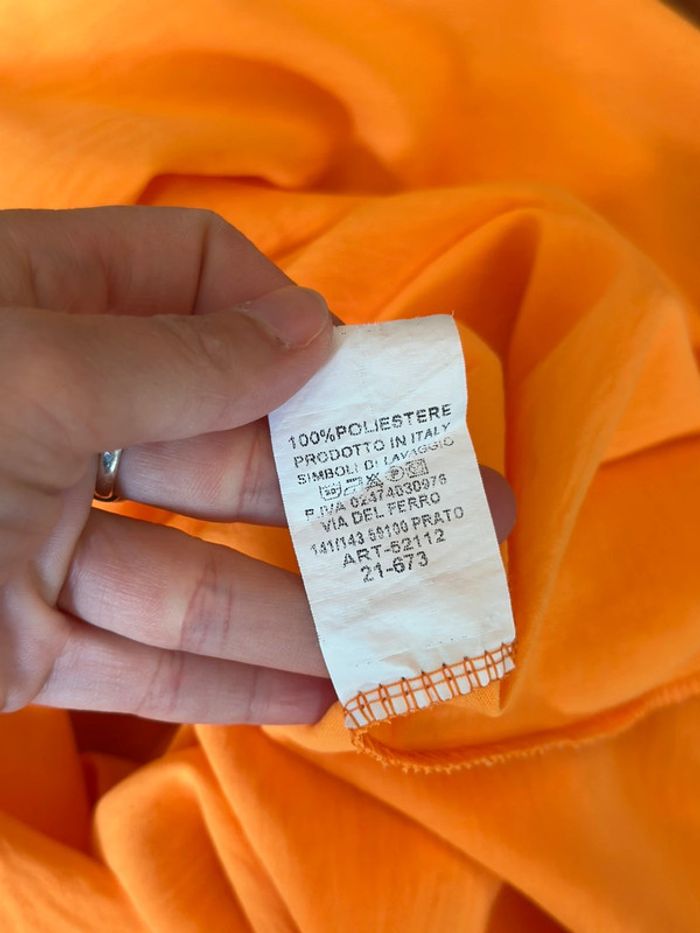 100%POLIESTERE
PRODOTTO IN ITALY
SIMBOLI DI LAVAGGIO
P.IVA 02474030976
VIA DEL FERRO
141/143 59100 PRATO
ART-52112
21-673